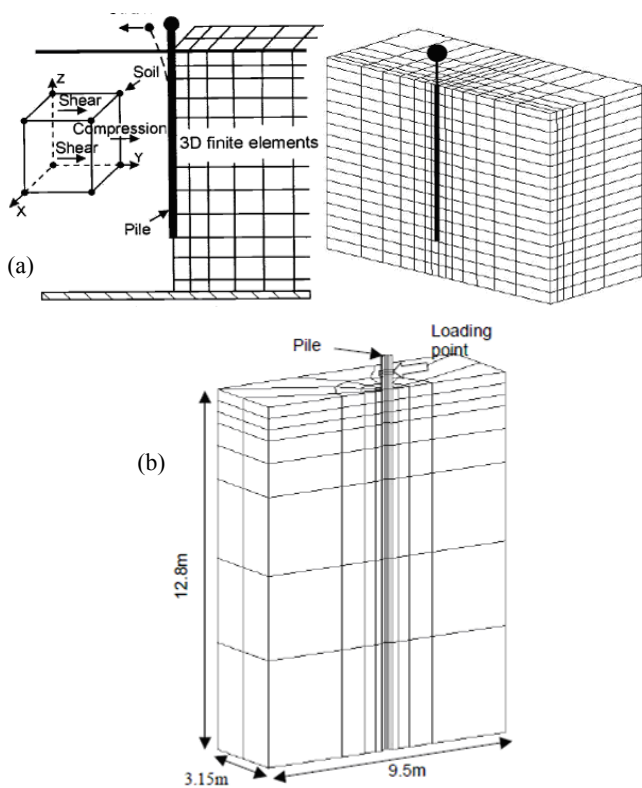 Z
Soil
Shear
Compression
3D finite elements
Shear
Y
X
Pile
(a)
Pile
Loading
point
(b)
12.8m
3.15m
9.5m